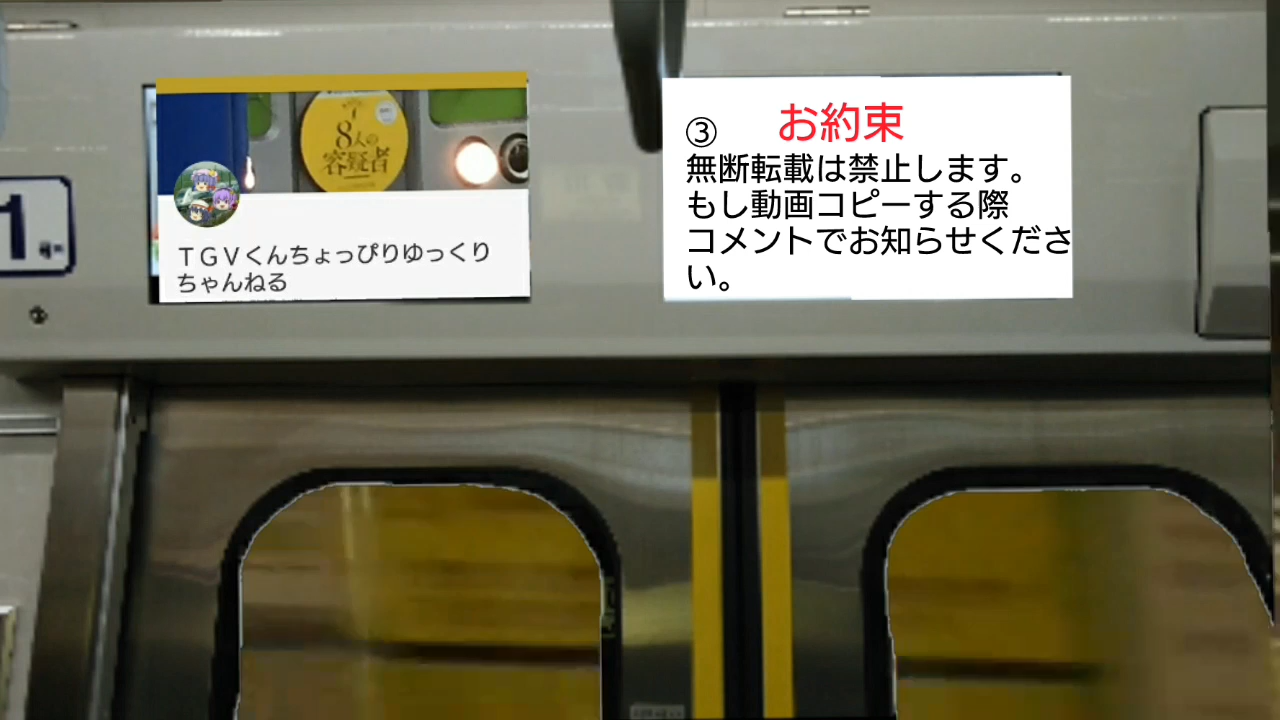 1
8人の
容疑者
TGVくんちょっぴりゆっくり
ちゃんねる
③ お約束
無断転載は禁止します。
もし動画コピーする際
コメントでお知らせくださ
い。